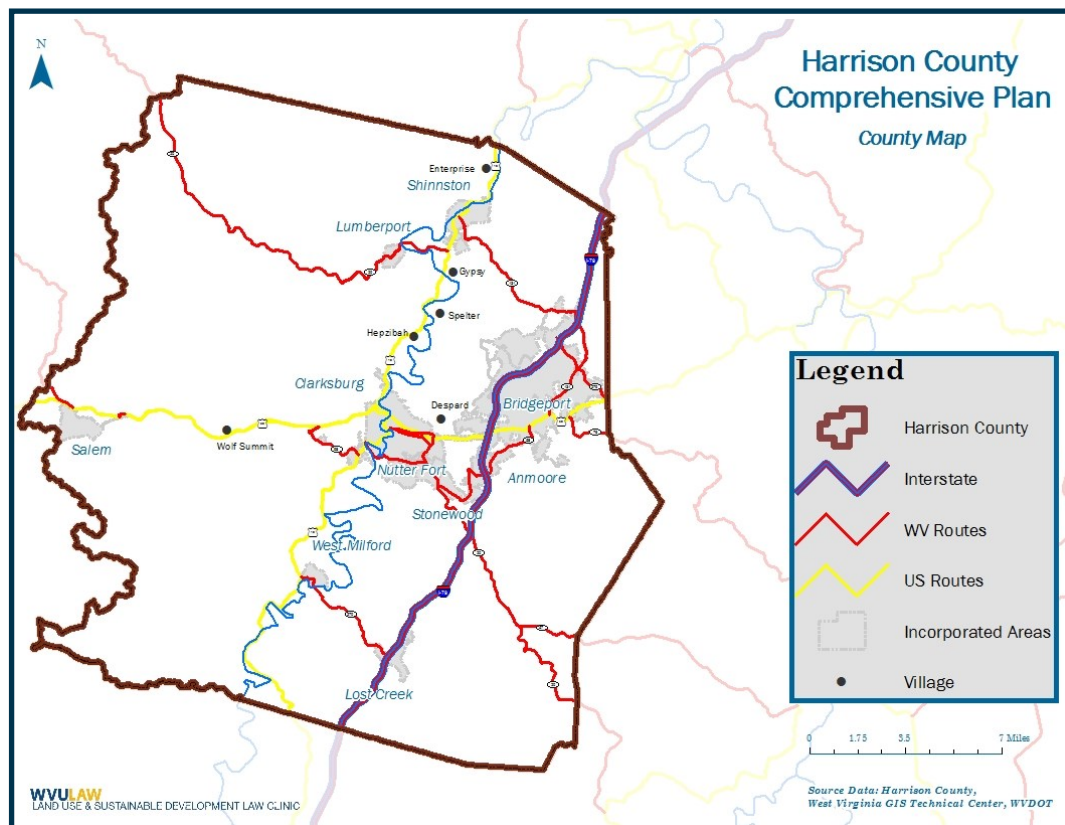 N
Harrison County
Comprehensive Plan
County Map
Enterprise
Shinnston
Lumberport
Gypsy
Spelter
Hepzibah
Clarksburg
Despard
Bridgeport
Salem
Wolf Summit
Nutter Fort
Anmoore
Stonewood
West Milford
Lost Creek
Legend
Harrison County
Interstate
WV Routes
US Routes
Incorporated Areas
Village
0 1.75 3.5 7 Miles
Source Data: Harrison County,
West Virginia GIS Technical Center, WVDOT
WVULAW
LAND USE & SUSTAINABLE DEVELOPMENT LAW CLINIC